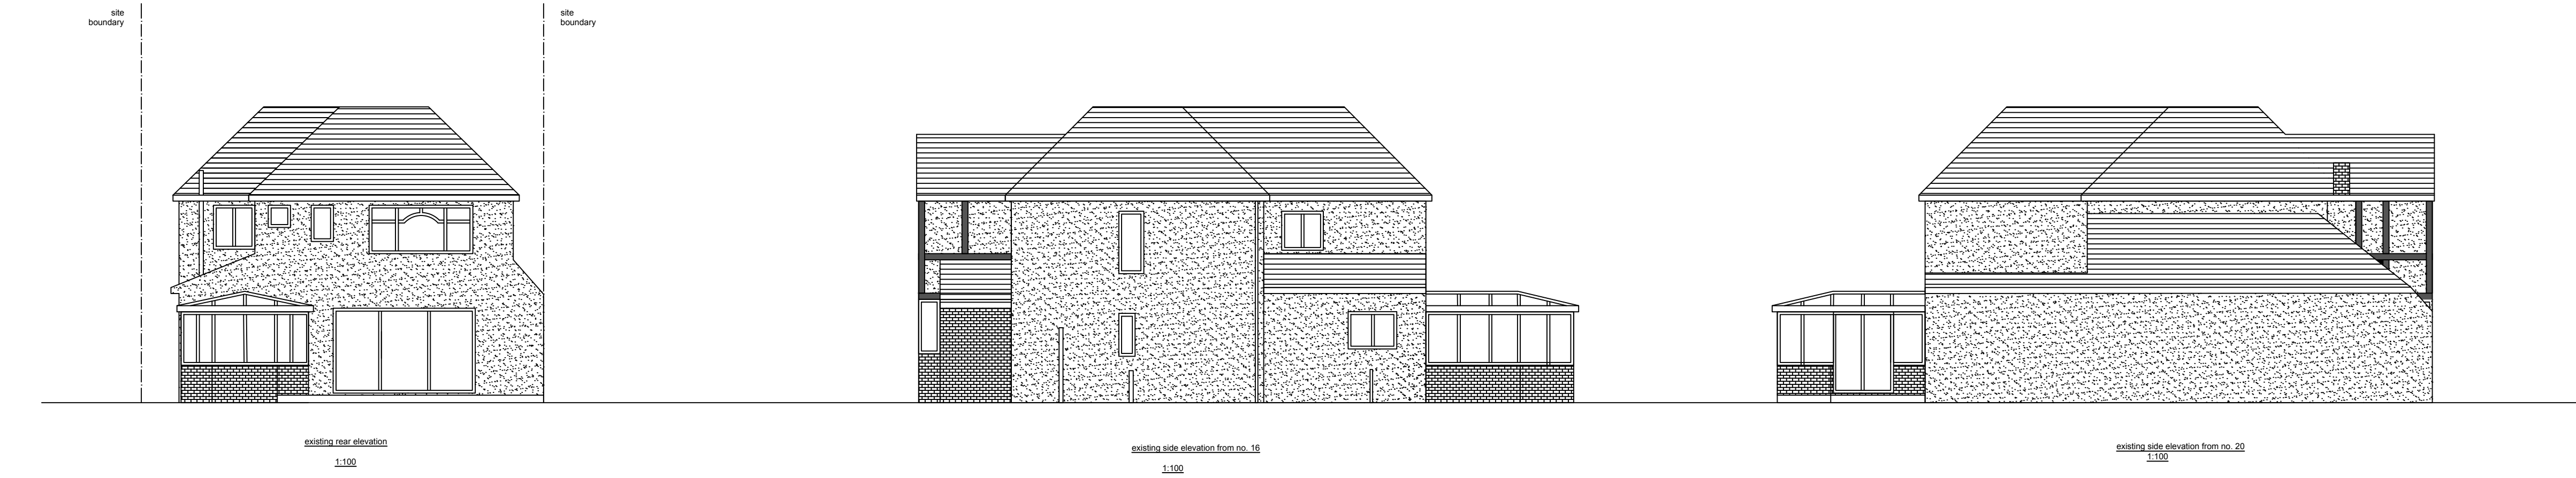 site
boundary
site
boundary
existing rear elevation
1:100
existing side elevation from no. 16
1:100
existing side elevation from no. 20
1:100